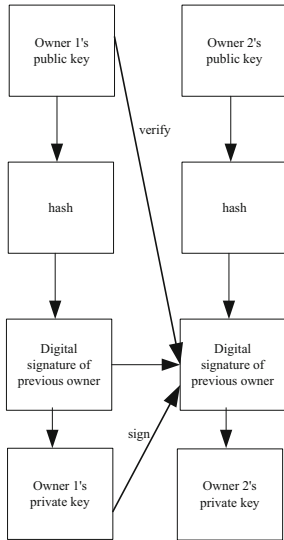 Owner 1's
public key
Owner 2's
public key
verify
hash
hash
Digital
signature of
previous owner
Digital
signature of
previous owner
sign
Owner 1's
private key
Owner 2's
private key